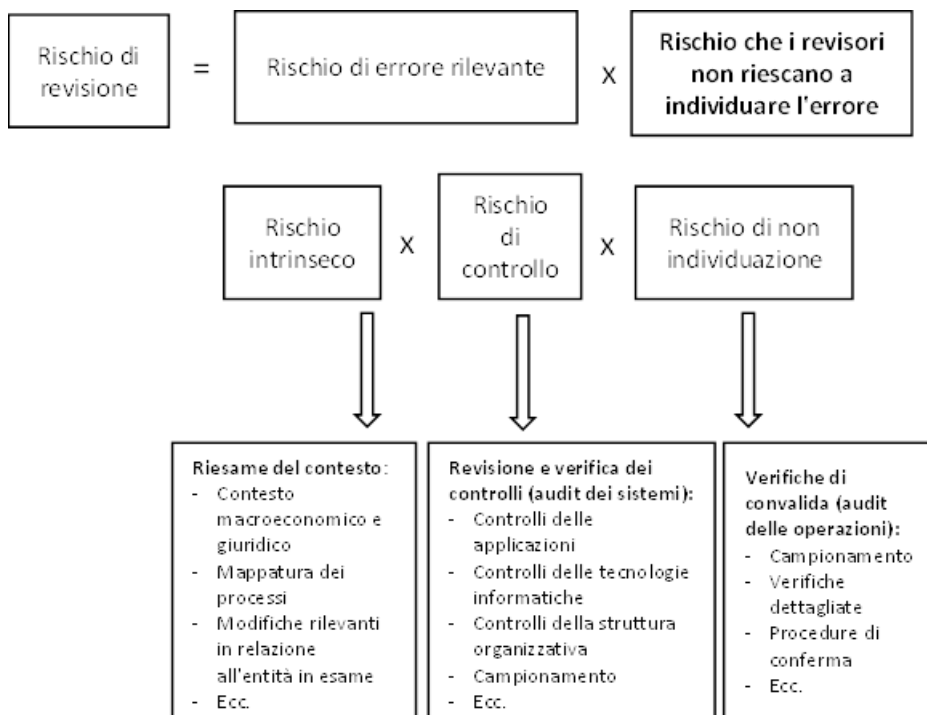 Rischio di
revisione
=
Rischio di errore rilevante
x
Rischio che i revisori
non riescano a
individuare l'errore
Rischio
intrinseco
x
Rischio
di
controllo
x
Rischio di non
individuazione
Riesame del contesto:
- Contesto
macroeconomico e
giuridico
- Mappatura dei
processi
- Modifiche rilevanti
in relazione
all'entità in esame
- Ecc.
Revisione e verifica dei
controlli (audit dei sistemi):
- Controlli delle
applicazioni
- Controlli delle tecnologie
informatiche
- Controlli della struttura
organizzativa
- Campionamento
- Ecc.
Verifiche di
convalida (audit
delle operazioni):
- Campionamento
- Verifiche
dettagliate
- Procedure di
conferma
- Ecc.